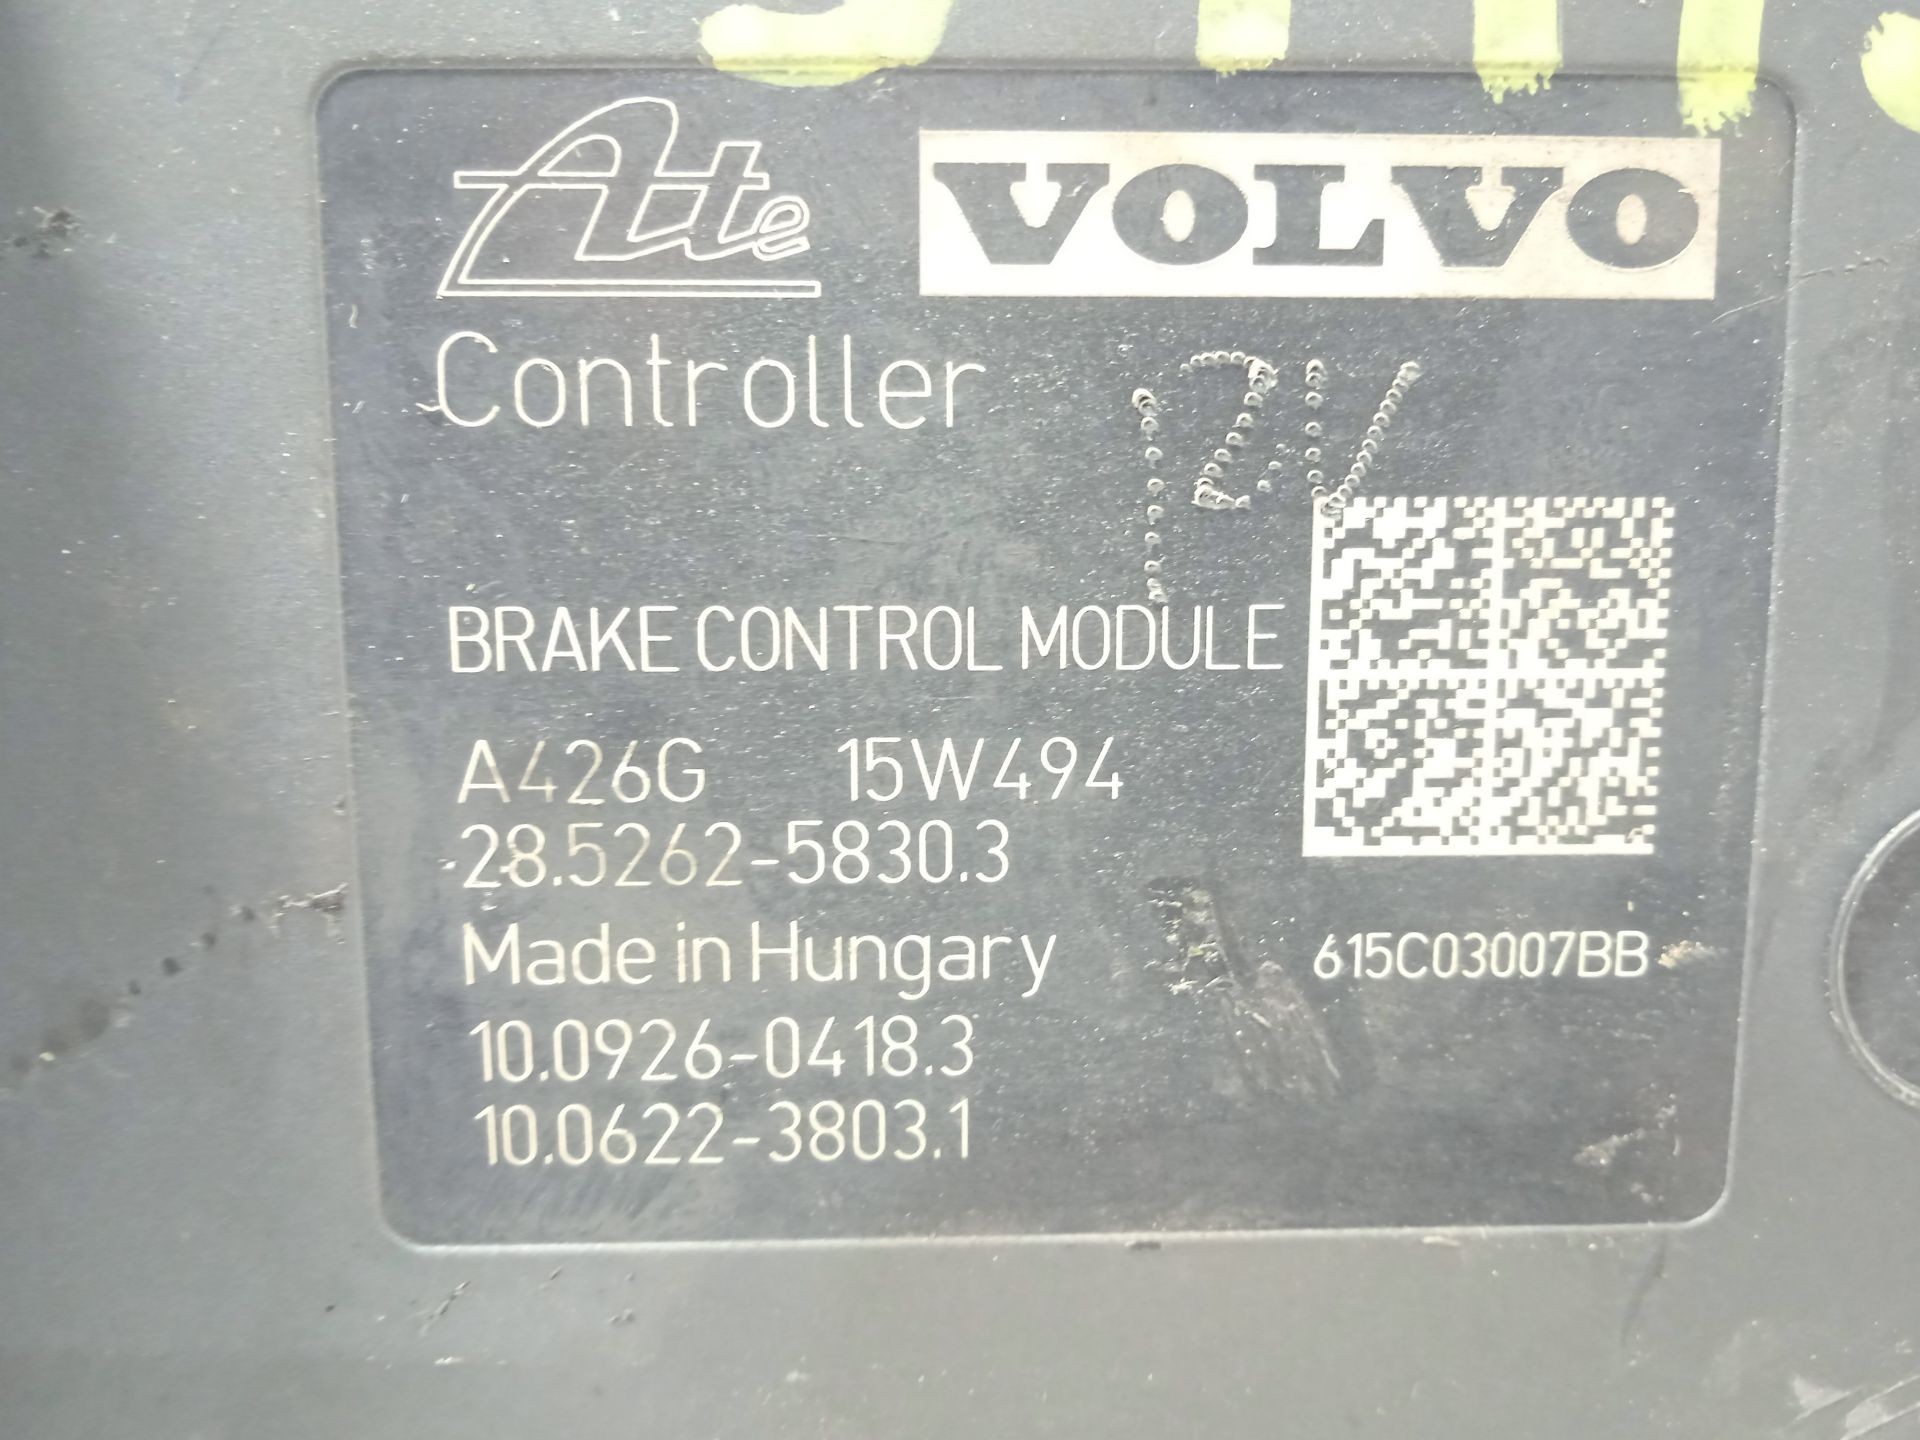 Ate VOLVO
Controller
12V
BRAKE CONTROL MODULE
A426G 15W494
28.5262-5830.3
Made in Hungary
615C03007BB
10.0926-0418.3
10.0622-3803.1